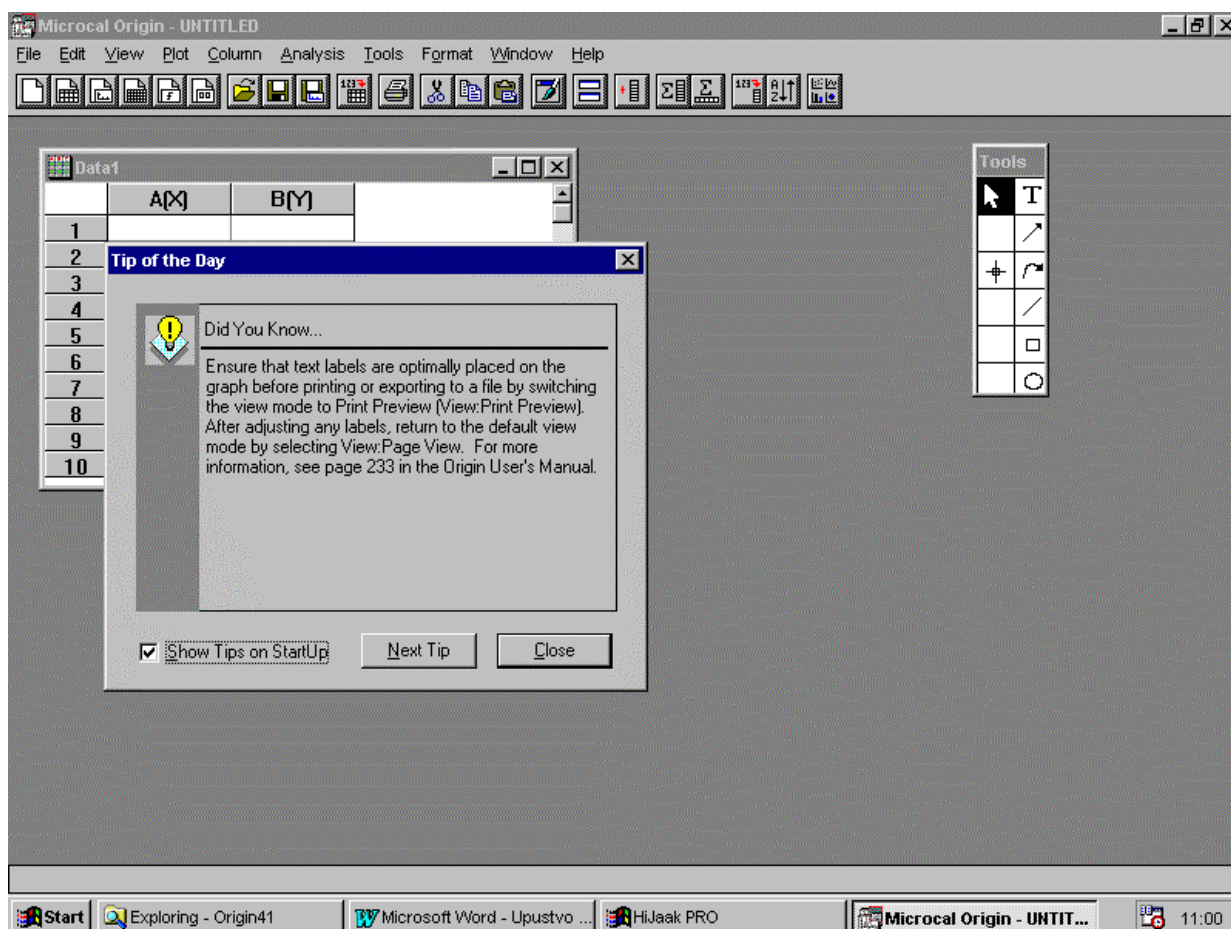 Microcal Origin - UNTITLED
File Edit View Plot Column Analysis Tools Format Window Help
Data1
A(X) B(Y)
1
2
3
4
5
6
7
8
9
10
Tools
T
Tip of the Day
Did You Know...
Ensure that text labels are optimally placed on the
graph before printing or exporting to a file by switching
the view mode to Print Preview (View:Print Preview).
After adjusting any labels, return to the default view
mode by selecting View:Page View. For more
information, see page 233 in the Origin User's Manual.
Show Tips on StartUp
Next Tip
Close
Start
Exploring - Origin41
Microsoft Word - Upustvo ...
HiJaak PRO
Microcal Origin - UNTIT...
11:00